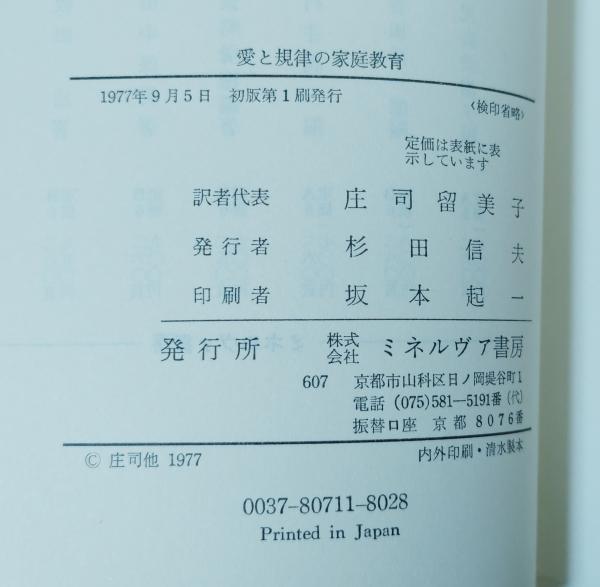 愛と規律の家庭教育
1977年9月5日 初版第1刷発行
〈検印省略〉
定価は表紙に表
示しています
訳者代表 庄司留美子
発行者 杉田信夫
印刷者 坂本起一
発行所 株式会社 ミネルヴァ書房
607 京都市山科区日ノ岡堤谷町1
電話 (075)581—5191番(代)
振替口座 京都 8076番
© 庄司他 1977
内外印刷・清水製本
0037-80711-8028
Printed in Japan